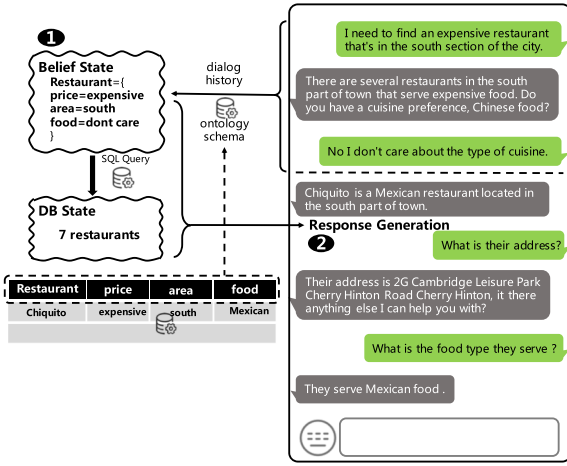 1
Belief State
Restaurant={
price=expensive
area=south
food=dont care
}
SQL Query
DB State
7 restaurants
dialog
history
ontology
schema
Restaurant price area food
Chiquito expensive south Mexican
I need to find an expensive restaurant
that's in the south section of the city.
There are several restaurants in the south
part of town that serve expensive food. Do
you have a cuisine preference, Chinese food?
No I don't care about the type of cuisine.
Chiquito is a Mexican restaurant located in
the south part of town.
Response Generation
2
What is their address?
Their address is 2G Cambridge Leisure Park
Cherry Hinton Road Cherry Hinton, it there
anything else I can help you with?
What is the food type they serve ?
They serve Mexican food .